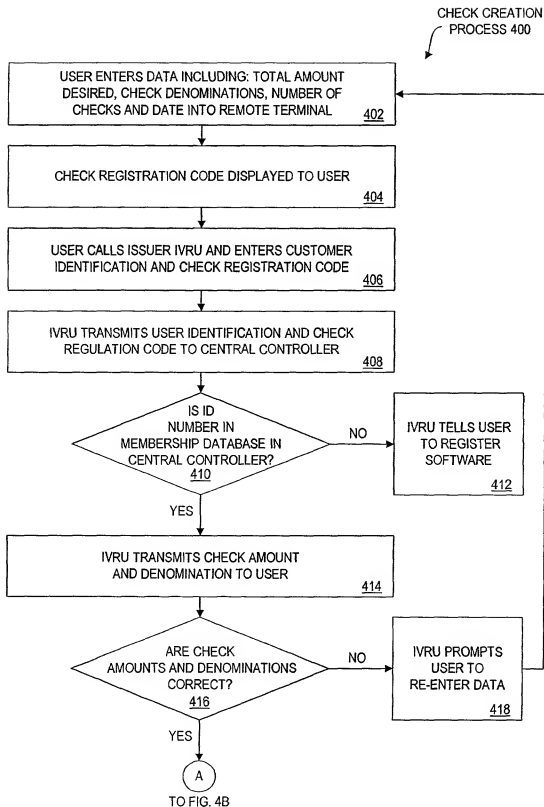 CHECK CREATION
PROCESS 400
USER ENTERS DATA INCLUDING: TOTAL AMOUNT
DESIRED, CHECK DENOMINATIONS, NUMBER OF
CHECKS AND DATE INTO REMOTE TERMINAL
402
CHECK REGISTRATION CODE DISPLAYED TO USER
404
USER CALLS ISSUER IVRU AND ENTERS CUSTOMER
IDENTIFICATION AND CHECK REGISTRATION CODE
406
IVRU TRANSMITS USER IDENTIFICATION AND CHECK
REGULATION CODE TO CENTRAL CONTROLLER
408
IS ID
NUMBER IN
MEMBERSHIP DATABASE IN
CENTRAL CONTROLLER?
410
NO
IVRU TELLS USER
TO REGISTER
SOFTWARE
412
YES
IVRU TRANSMITS CHECK AMOUNT
AND DENOMINATION TO USER
414
ARE CHECK
AMOUNTS AND DENOMINATIONS
CORRECT?
416
NO
IVRU PROMPTS
USER TO
RE-ENTER DATA
418
YES
A
TO FIG. 4B